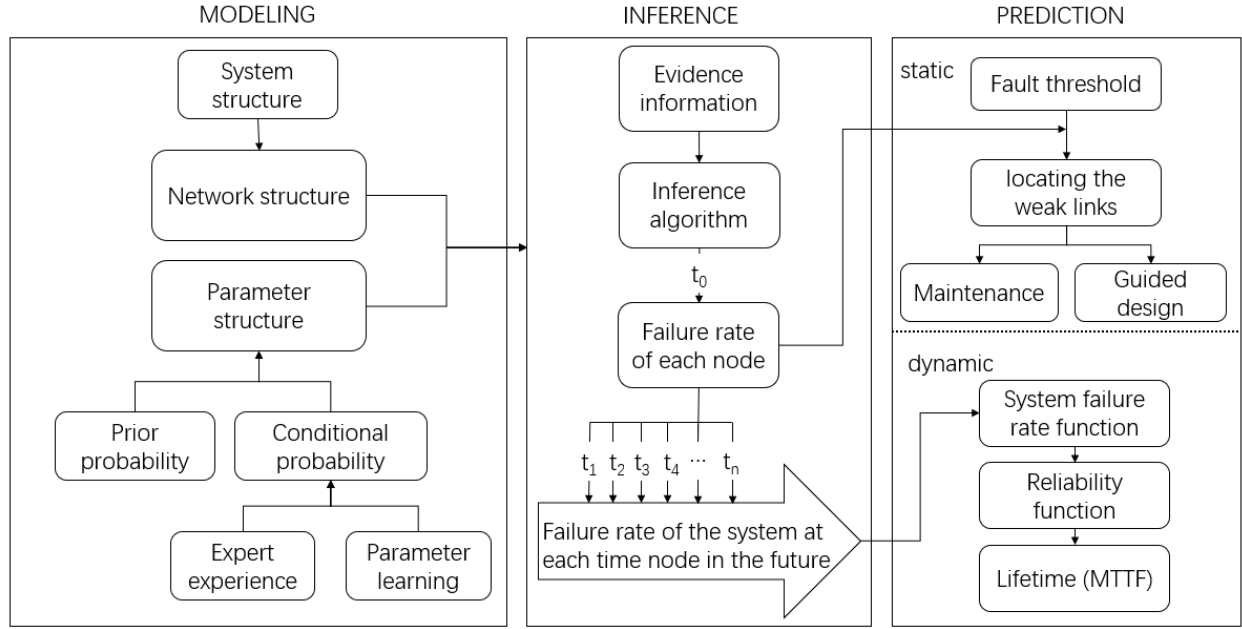 MODELING
System
structure
Network structure
Parameter
structure
Prior
probability
Conditional
probability
Expert
experience
Parameter
learning
INFERENCE
Evidence
information
Inference
algorithm
t0
Failure rate
of each node
t1 t2 t3 t4 ... tn
Failure rate of the system at
each time node in the future
PREDICTION
static
Fault threshold
locating the
weak links
Maintenance
Guided
design
dynamic
System failure
rate function
Reliability
function
Lifetime (MTTF)